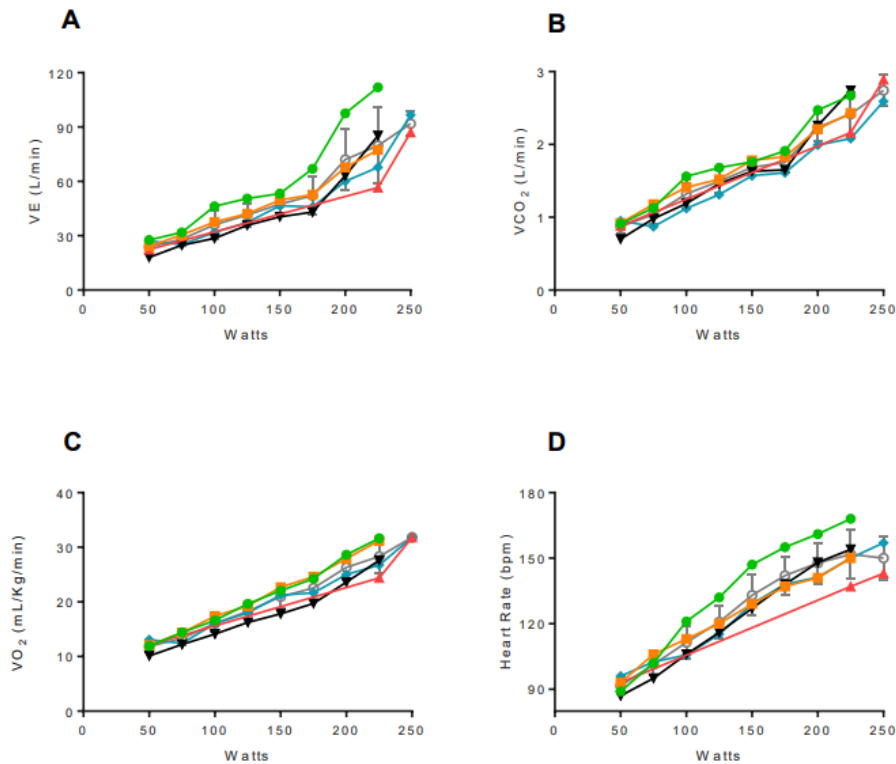 A
VE (L/min)
120
90
60
30
0
0 50 100 150 200 250
Watts
B
VCO2 (L/min)
3
2
1
0
0 50 100 150 200 250
Watts
C
VO2 (mL/Kg/min)
40
30
20
10
0
0 50 100 150 200 250
Watts
D
Heart Rate (bpm)
180
150
120
90
0 50 100 150 200 250
Watts